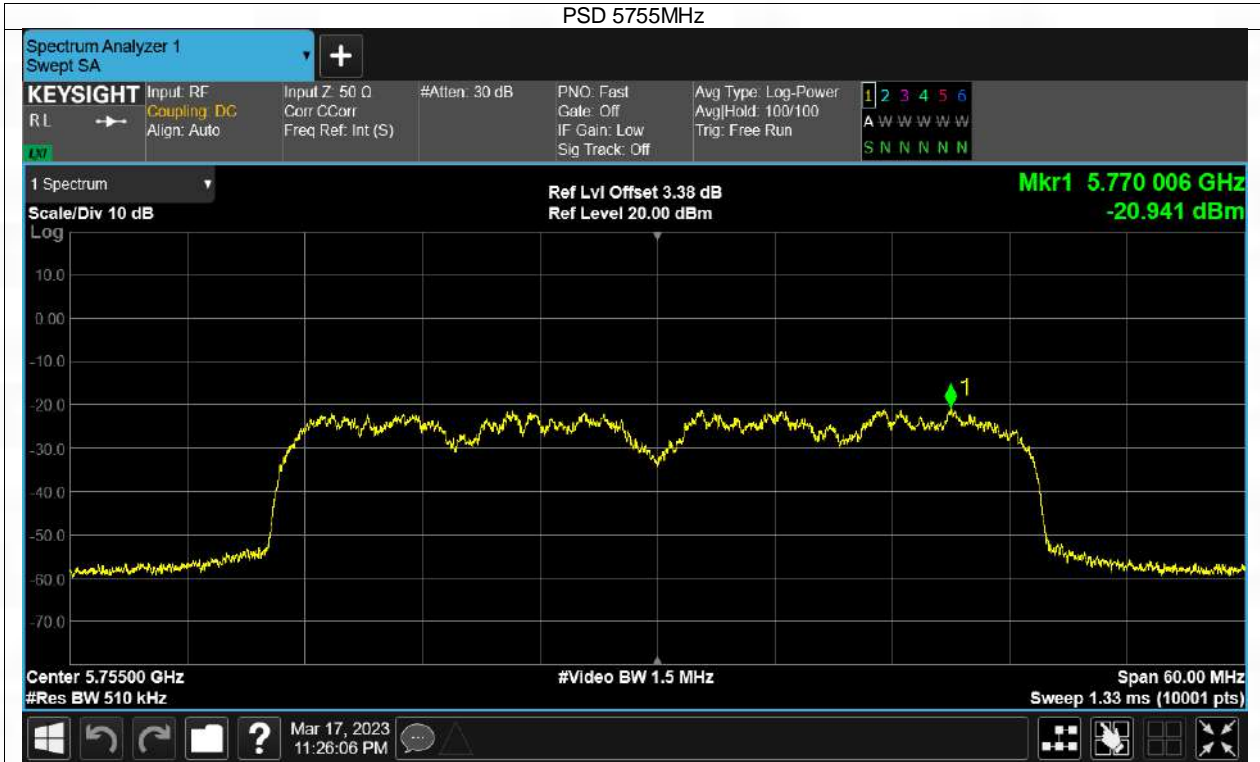 PSD 5755MHz
Spectrum Analyzer 1
Swept SA
+
KEYSIGHT
RL
LXI
Input: RF
Coupling: DC
Align: Auto
Input Z: 50 Ω
Corr CCorr
Freq Ref: Int (S)
#Atten: 30 dB
PNO: Fast
Gate: Off
IF Gain: Low
Sig Track: Off
Avg Type: Log-Power
Avg|Hold: 100/100
Trig: Free Run
1 2 3 4 5 6
A W W W W W
S N N N N N
1 Spectrum
Scale/Div 10 dB
Ref Lvl Offset 3.38 dB
Ref Level 20.00 dBm
Mkr1 5.770 006 GHz
-20.941 dBm
Log
10.0
0.00
-10.0
-20.0
-30.0
-40.0
-50.0
-60.0
-70.0
1
Center 5.75500 GHz
#Res BW 510 kHz
#Video BW 1.5 MHz
Span 60.00 MHz
Sweep 1.33 ms (10001 pts)
?
Mar 17, 2023
11:26:06 PM